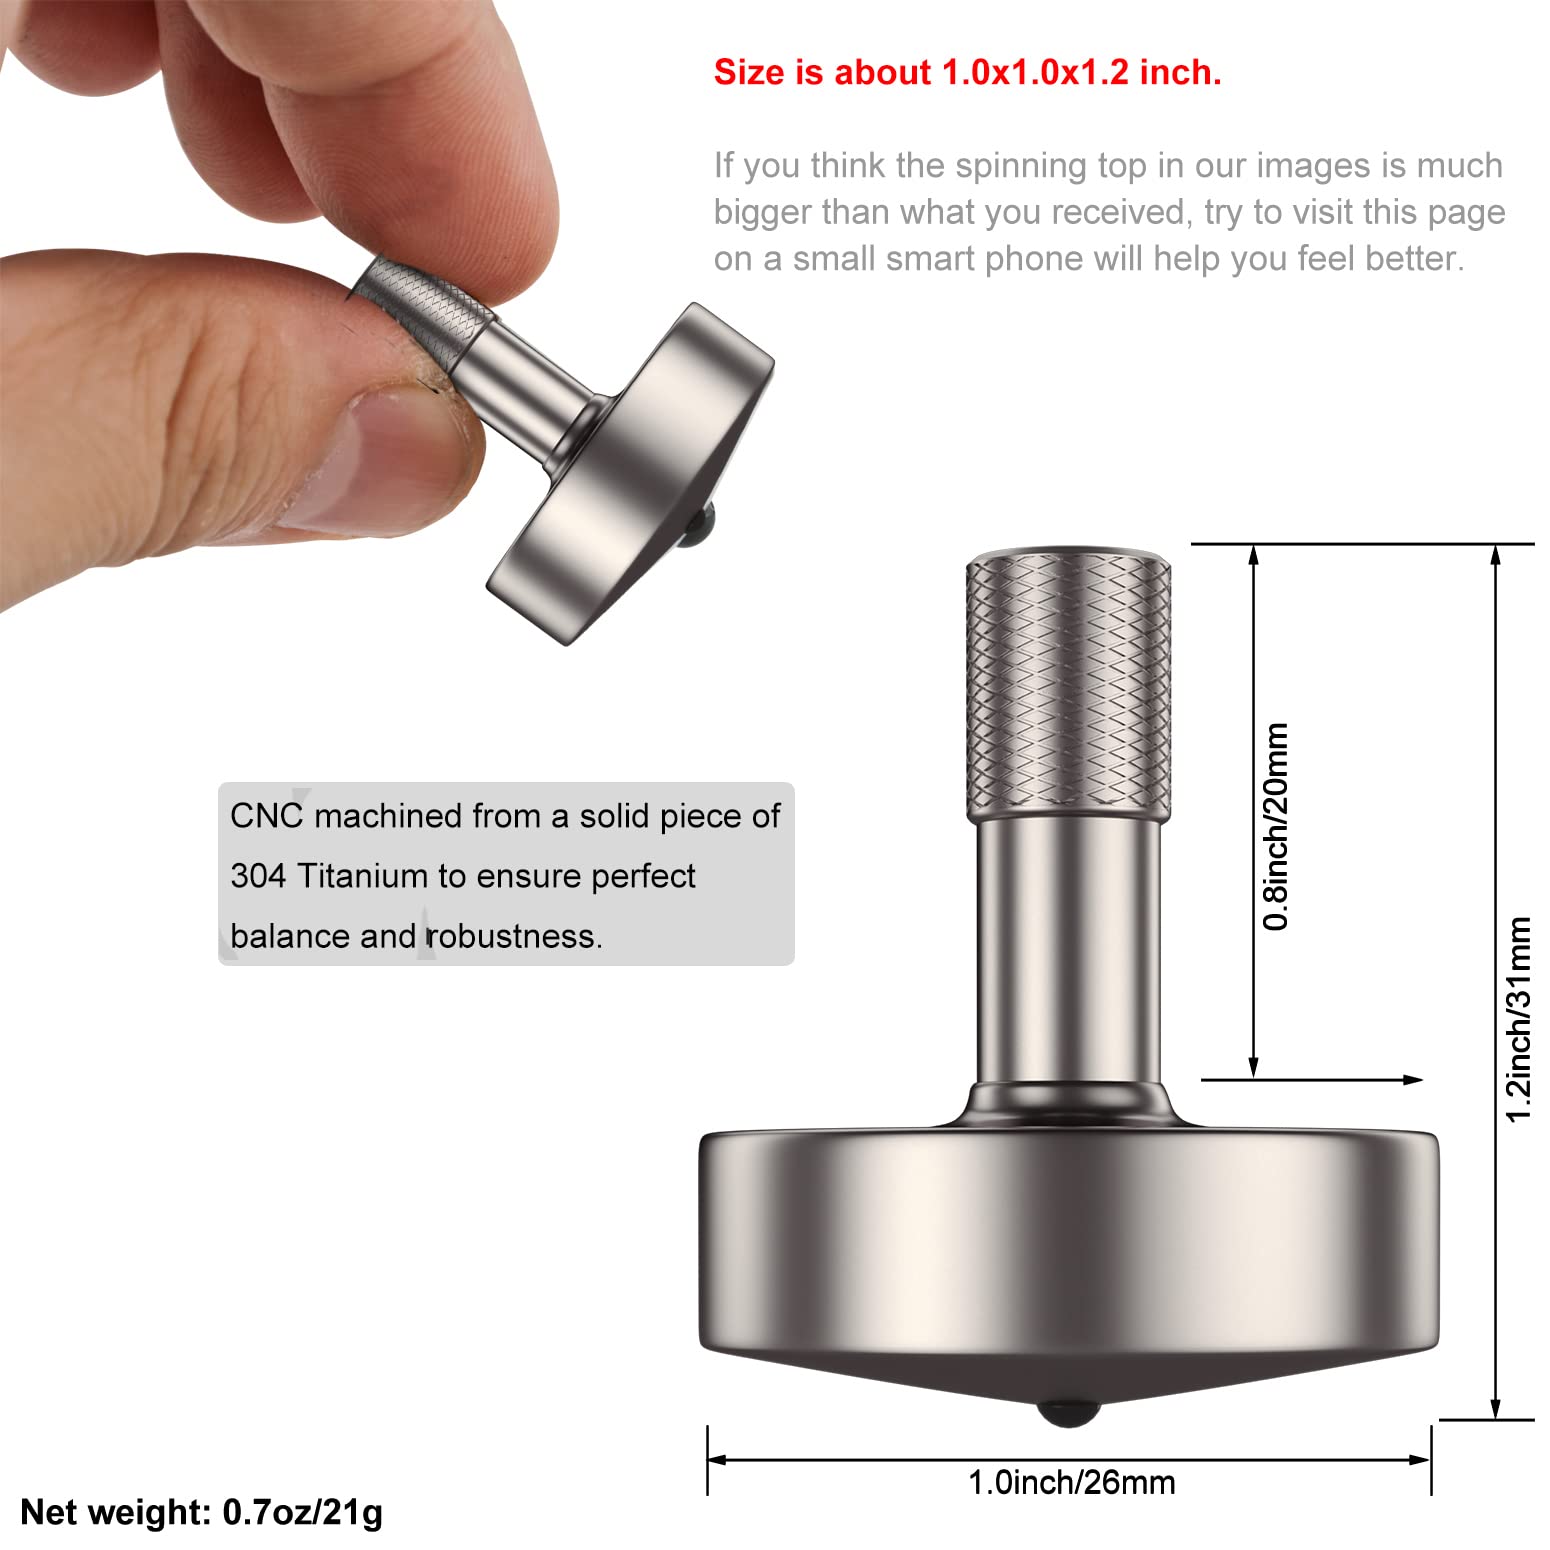 Size is about 1.0x1.0x1.2 inch.
If you think the spinning top in our images is much
bigger than what you received, try to visit this page
on a small smart phone will help you feel better.
CNC machined from a solid piece of
304 Titanium to ensure perfect
balance and robustness.
0.8inch/20mm
1.2inch/31mm
1.0inch/26mm
Net weight: 0.7oz/21g